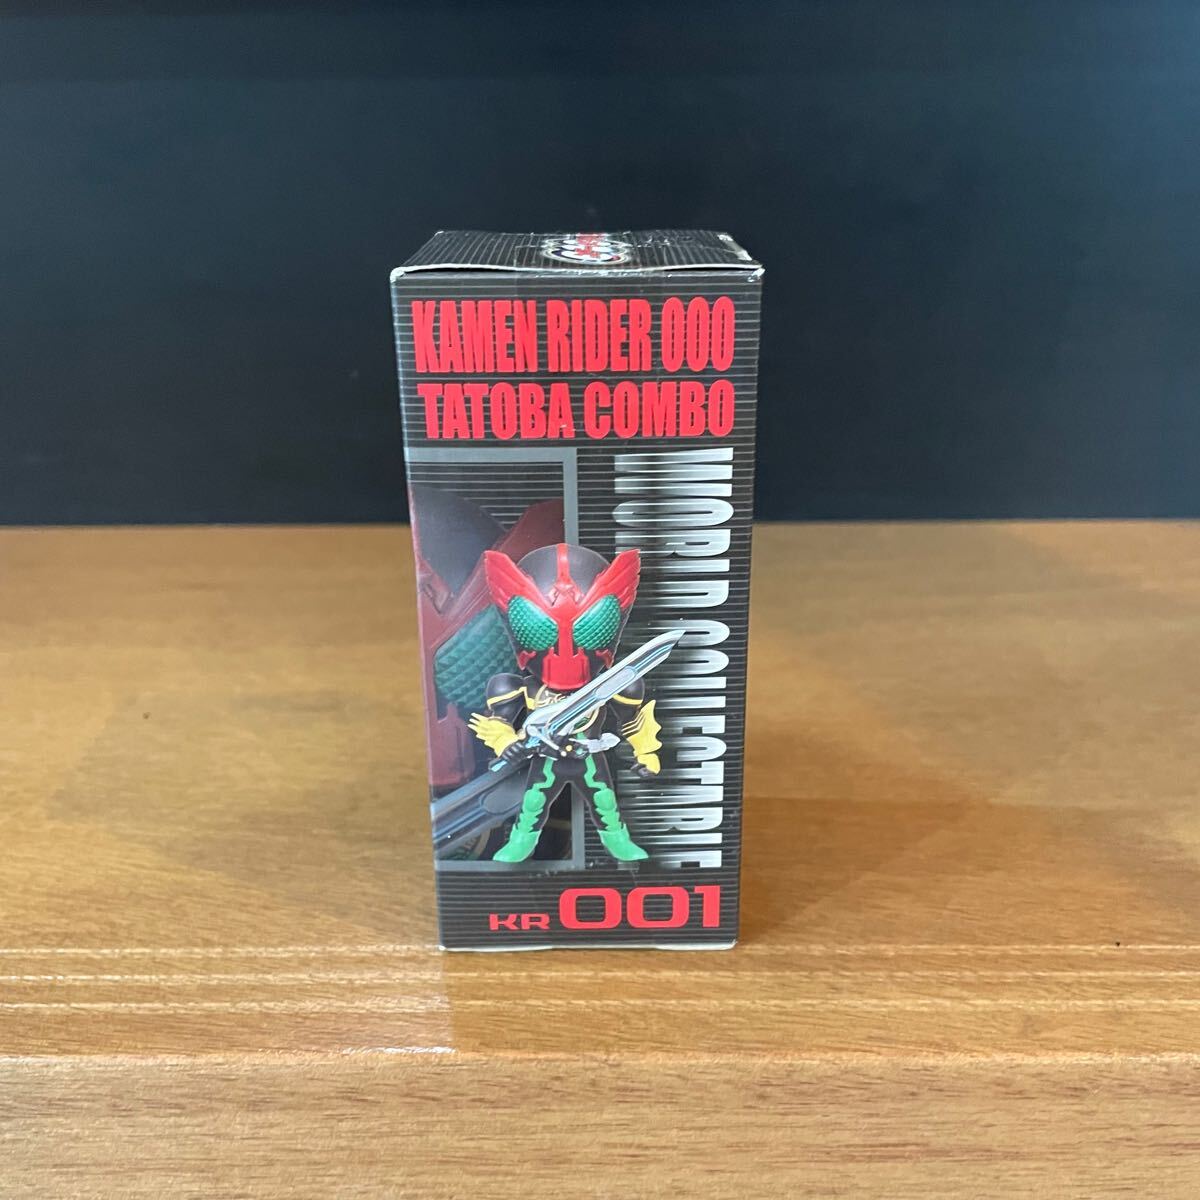 KAMEN RIDER OOO
TATOBA COMBO
WORLD COLLECTABLE
KR 001